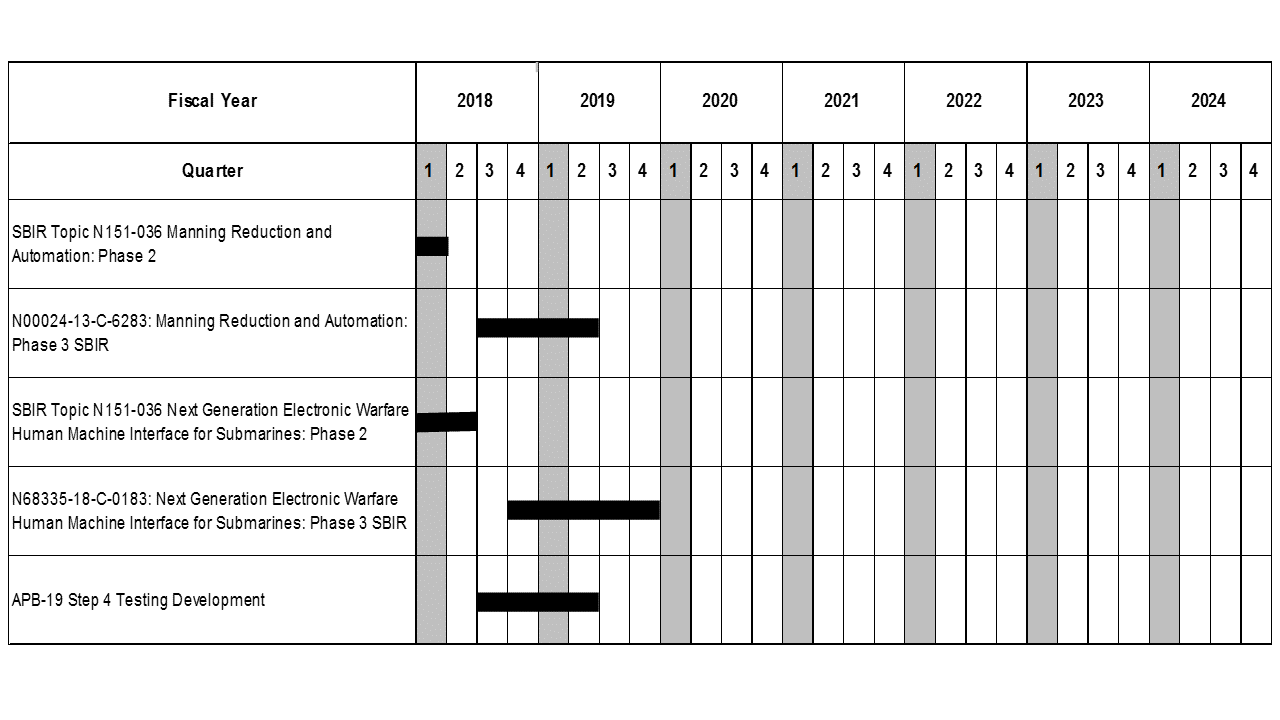 Fiscal Year 2018 2019 2020 2021 2022 2023 2024
Quarter 1 2 3 4 1 2 3 4 1 2 3 4 1 2 3 4 1 2 3 4 1 2 3 4 1 2 3 4
SBIR Topic N151-036 Manning Reduction and
Automation: Phase 2
N00024-13-C-6283: Manning Reduction and Automation:
Phase 3 SBIR
SBIR Topic N151-036 Next Generation Electronic Warfare
Human Machine Interface for Submarines: Phase 2
N68335-18-C-0183: Next Generation Electronic Warfare
Human Machine Interface for Submarines: Phase 3 SBIR
APB-19 Step 4 Testing Development